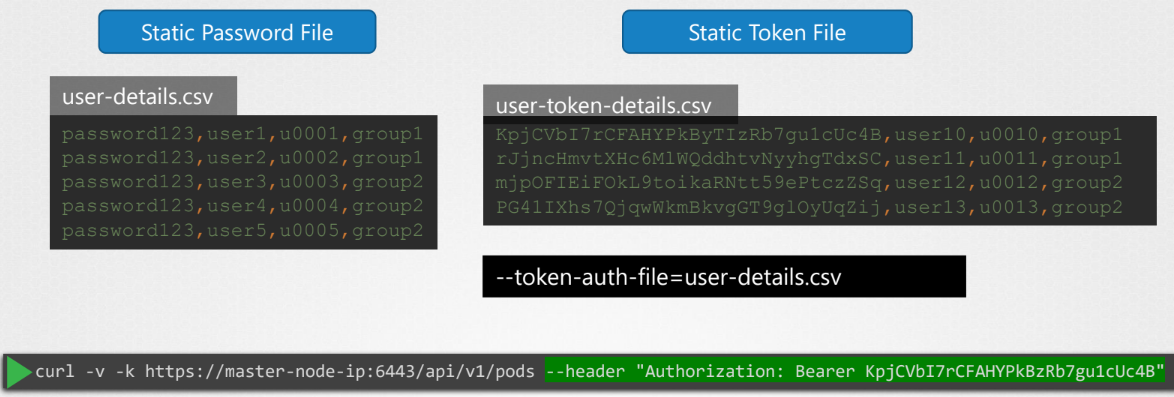 Static Password File
Static Token File
user-details.csv
password123,user1,u0001,group1
password123,user2,u0002,group1
password123,user3,u0003,group2
password123,user4,u0004,group2
password123,user5,u0005,group2
user-token-details.csv
KpjCVbI7rCFAHYPkByTIzRb7gu1cUc4B,user10,u0010,group1
rJjncHmvtXHc6MlWQddhtvNyyhgTdxSC,user11,u0011,group1
mjpOFIEiFOkL9toikaRNtt59ePtczZSq,user12,u0012,group2
PG41IXhs7QjqwWkmBkvgGT9glOyUqZij,user13,u0013,group2
--token-auth-file=user-details.csv
curl -v -k https://master-node-ip:6443/api/v1/pods --header "Authorization: Bearer KpjCVbI7rCFAHYPkBzRb7gu1cUc4B"